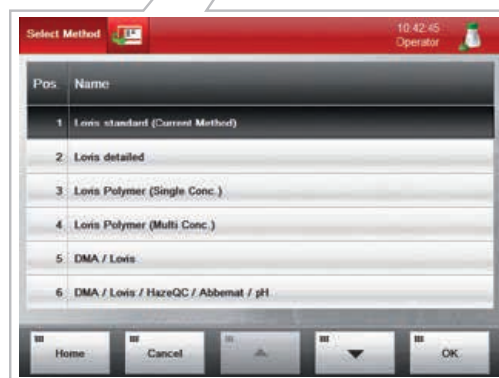 Select Method
10:42:45
Operator
Pos. Name
1 Lovis standard (Current Method)
2 Lovis detailed
3 Lovis Polymer (Single Conc.)
4 Lovis Polymer (Multi Conc.)
5 DMA / Lovis
6 DMA / Lovis / HazeQC / Abbemat / pH
Home Cancel OK